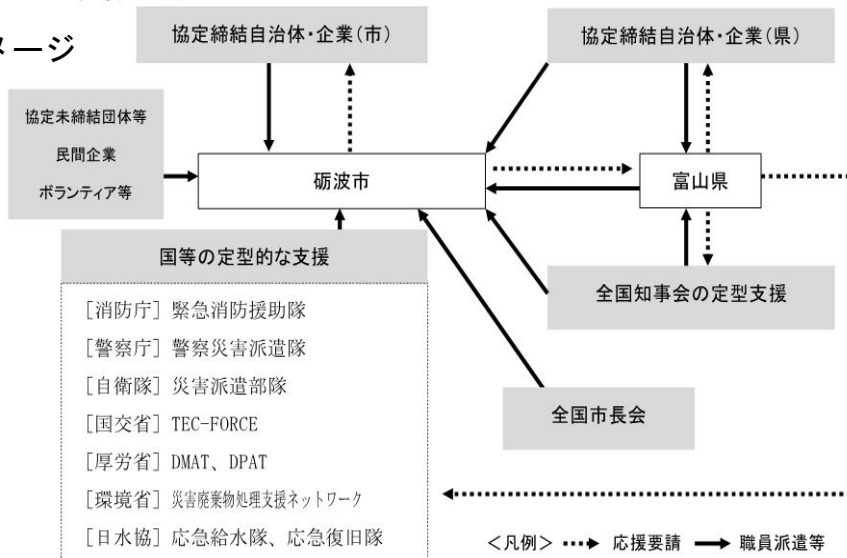 メージ
協定締結自治体・企業(市)
協定締結自治体・企業(県)
協定未締結団体等
民間企業
ボランティア等
砺波市
富山県
国等の定型的な支援
[消防庁] 緊急消防援助隊
[警察庁] 警察災害派遣隊
[自衛隊] 災害派遣部隊
[国交省] TEC-FORCE
[厚労省] DMAT、DPAT
[環境省] 災害廃棄物処理支援ネットワーク
[日水協] 応急給水隊、応急復旧隊
全国知事会の定型支援
全国市長会
<凡例> 応援要請 職員派遣等